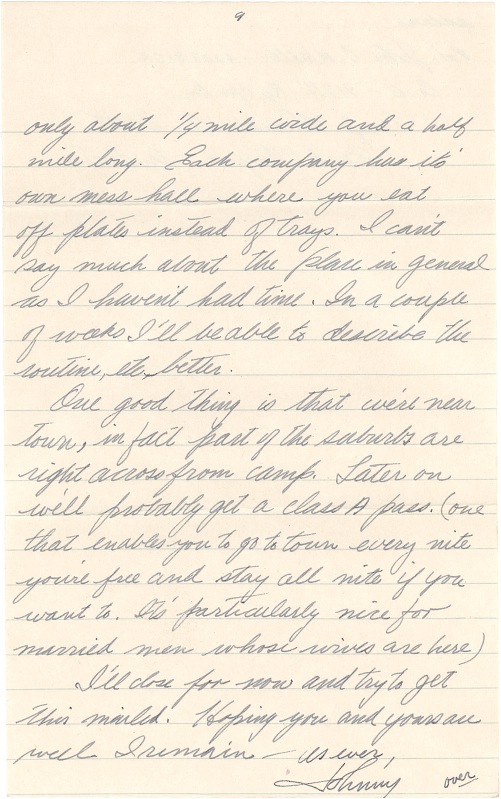 9
only about 1/4 mile wide and a half
mile long. Each company has it's
own mess hall where you eat
off plates instead of trays. I can't
say much about the place in general
as I haven't had time. In a couple
of weeks I'll be able to describe the
routine, etc. better.
One good thing is that we're near
town, in fact part of the suburbs are
right across from camp. Later on
we'll probably get a class A pass. (one
that enables you to go to town every nite
you're free and stay all nite if you
want to. It's particularly nice for
married men whose wives are here)
I'll close for now and try to get
this mailed. Hoping you and yours are
well I remain – As ever,
Johnny
over